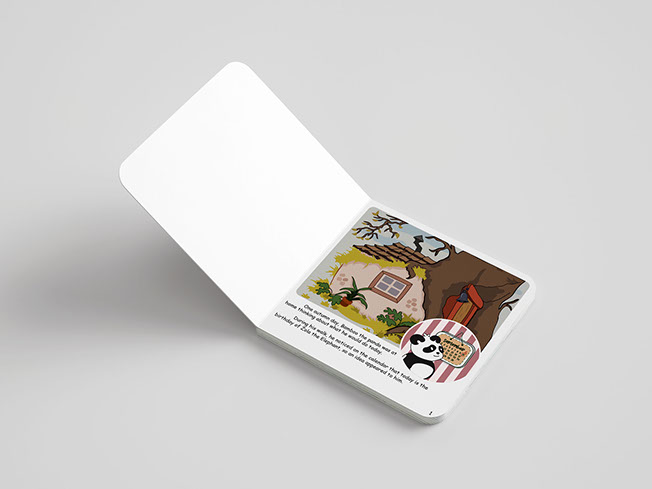 One autumn day, Bamboo the panda was at
home thinking about what he would do today.
During his walk, he noticed on the calendar that today is the
birthday of Zola the Elephant, so an idea appeared to him.
1